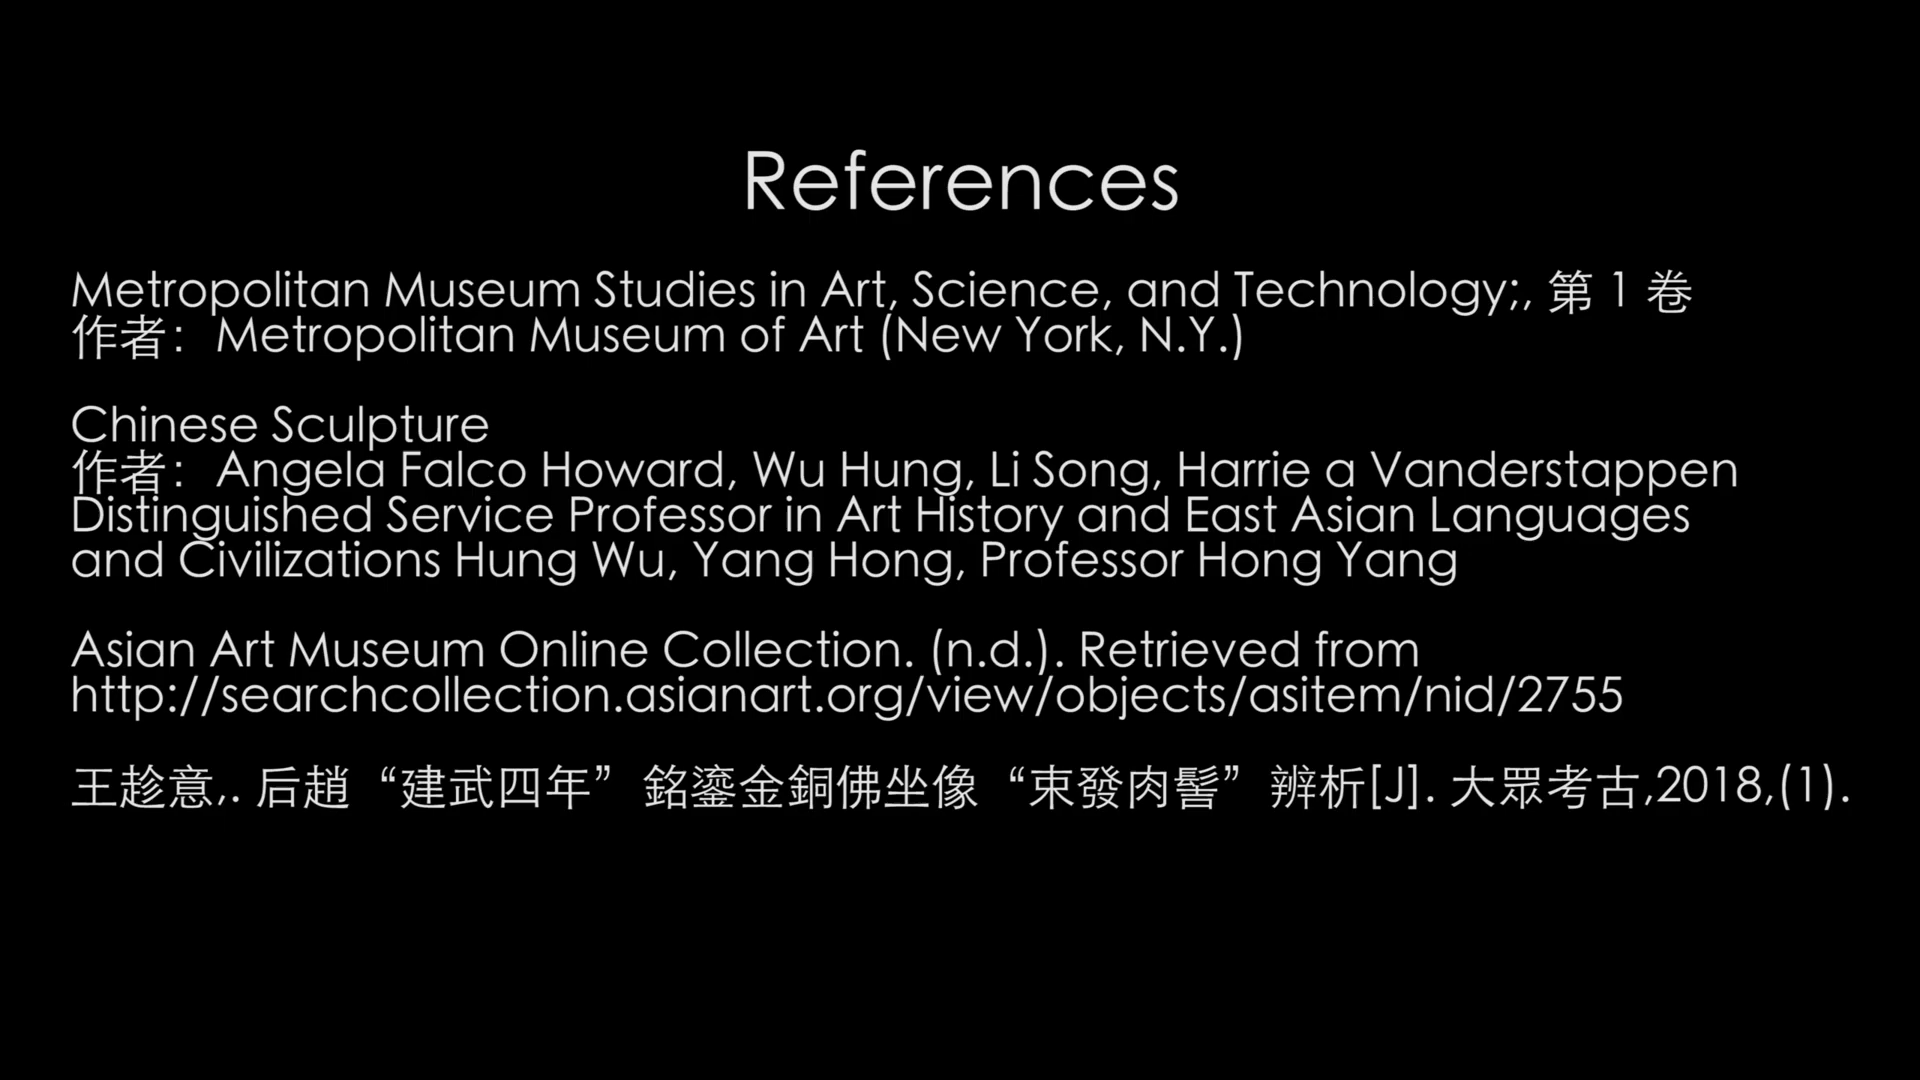 References
Metropolitan Museum Studies in Art, Science, and Technology;, 第 1 卷
作者：Metropolitan Museum of Art (New York, N.Y.)
Chinese Sculpture
作者：Angela Falco Howard, Wu Hung, Li Song, Harrie a Vanderstappen
Distinguished Service Professor in Art History and East Asian Languages
and Civilizations Hung Wu, Yang Hong, Professor Hong Yang
Asian Art Museum Online Collection. (n.d.). Retrieved from
http://searchcollection.asianart.org/view/objects/asitem/nid/2755
王趁意,. 后趙“建武四年”銘鎏金銅佛坐像“束發肉髻”辨析[J]. 大眾考古,2018,(1).